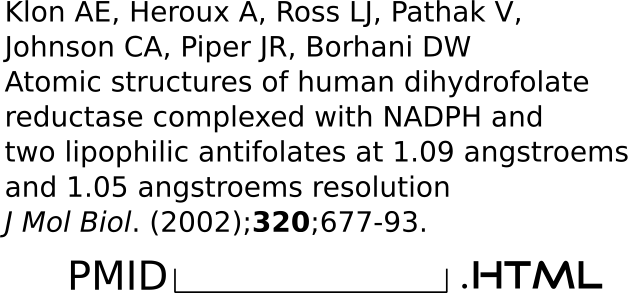 Klon AE, Heroux A, Ross LJ, Pathak V,
Johnson CA, Piper JR, Borhani DW
Atomic structures of human dihydrofolate
reductase complexed with NADPH and
two lipophilic antifolates at 1.09 angstroems
and 1.05 angstroems resolution
J Mol Biol. (2002);320;677-93.
PMID .HTML